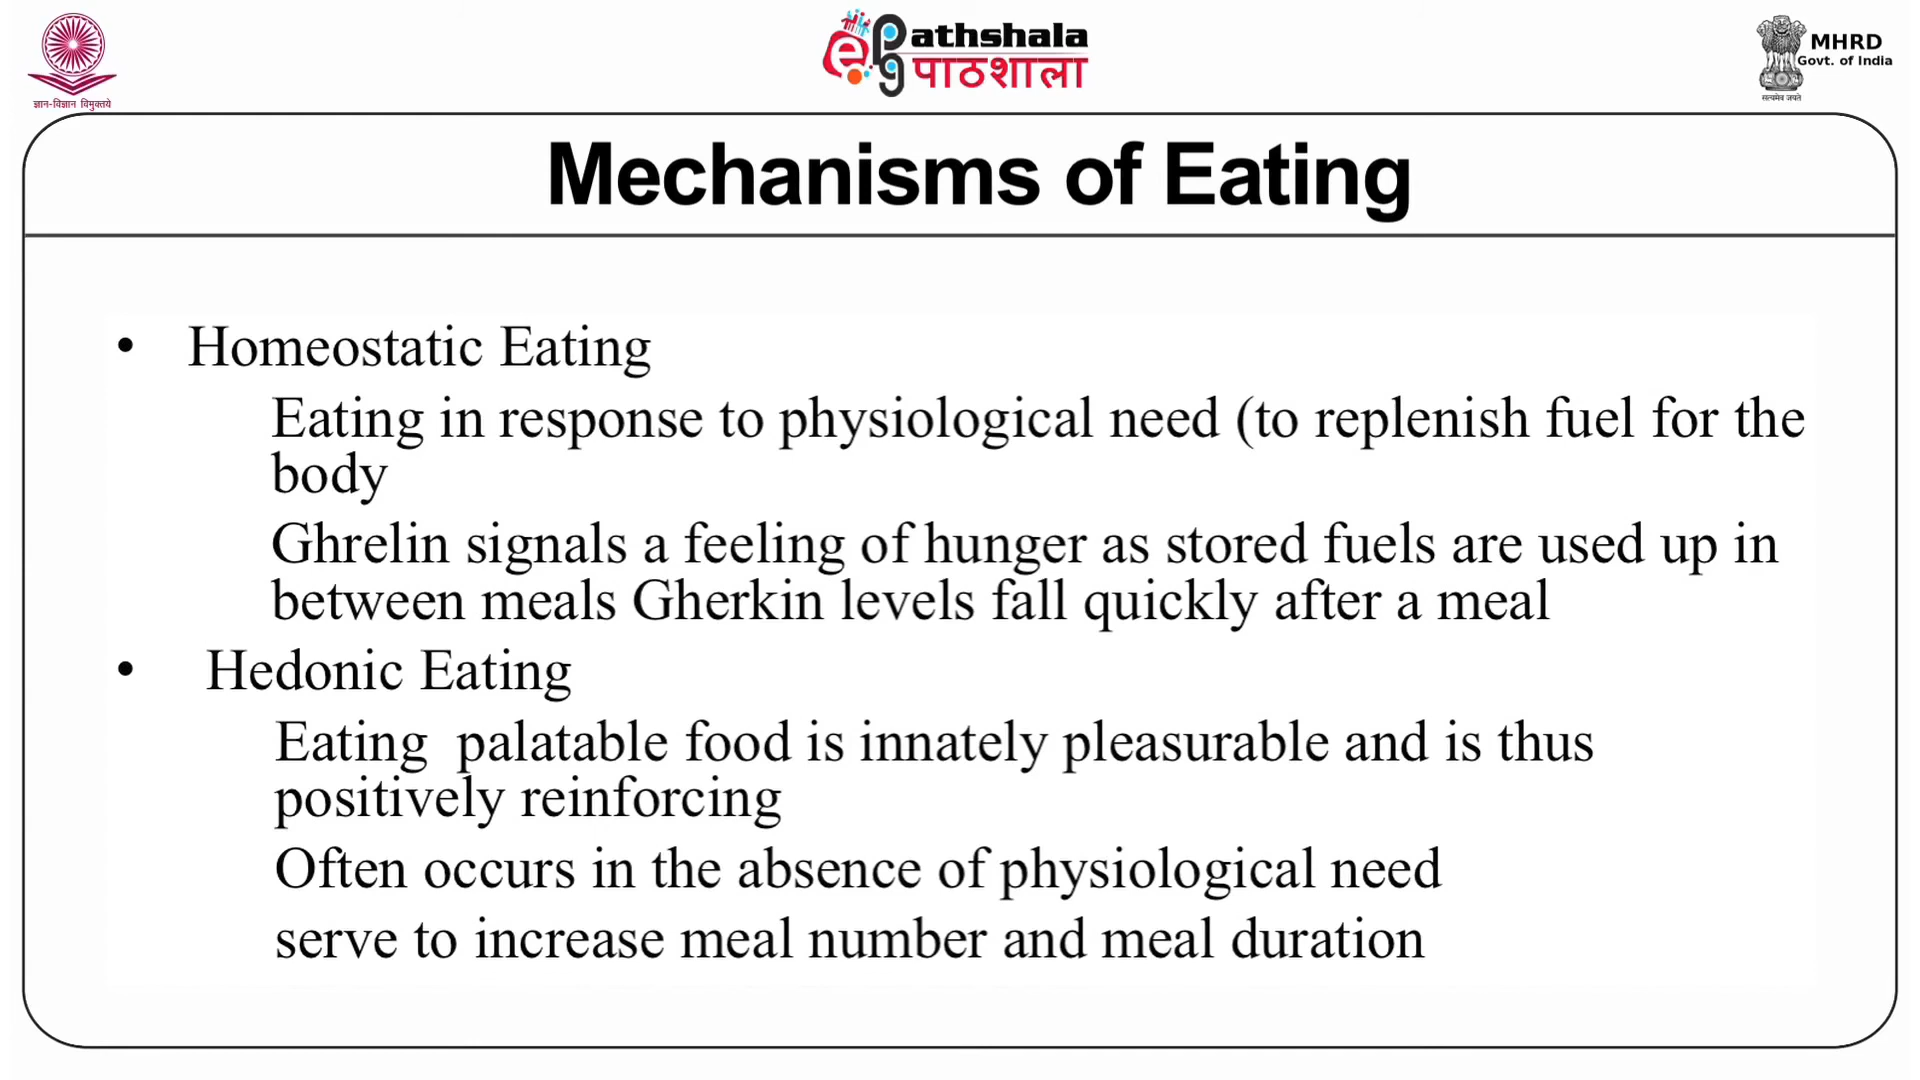 ज्ञान-विज्ञान विमुक्तये
e Pg athshala
पाठशाला
MHRD
Govt. of India
सत्यमेव जयते
Mechanisms of Eating
• Homeostatic Eating
Eating in response to physiological need (to replenish fuel for the
body
Ghrelin signals a feeling of hunger as stored fuels are used up in
between meals Gherkin levels fall quickly after a meal
• Hedonic Eating
Eating palatable food is innately pleasurable and is thus
positively reinforcing
Often occurs in the absence of physiological need
serve to increase meal number and meal duration